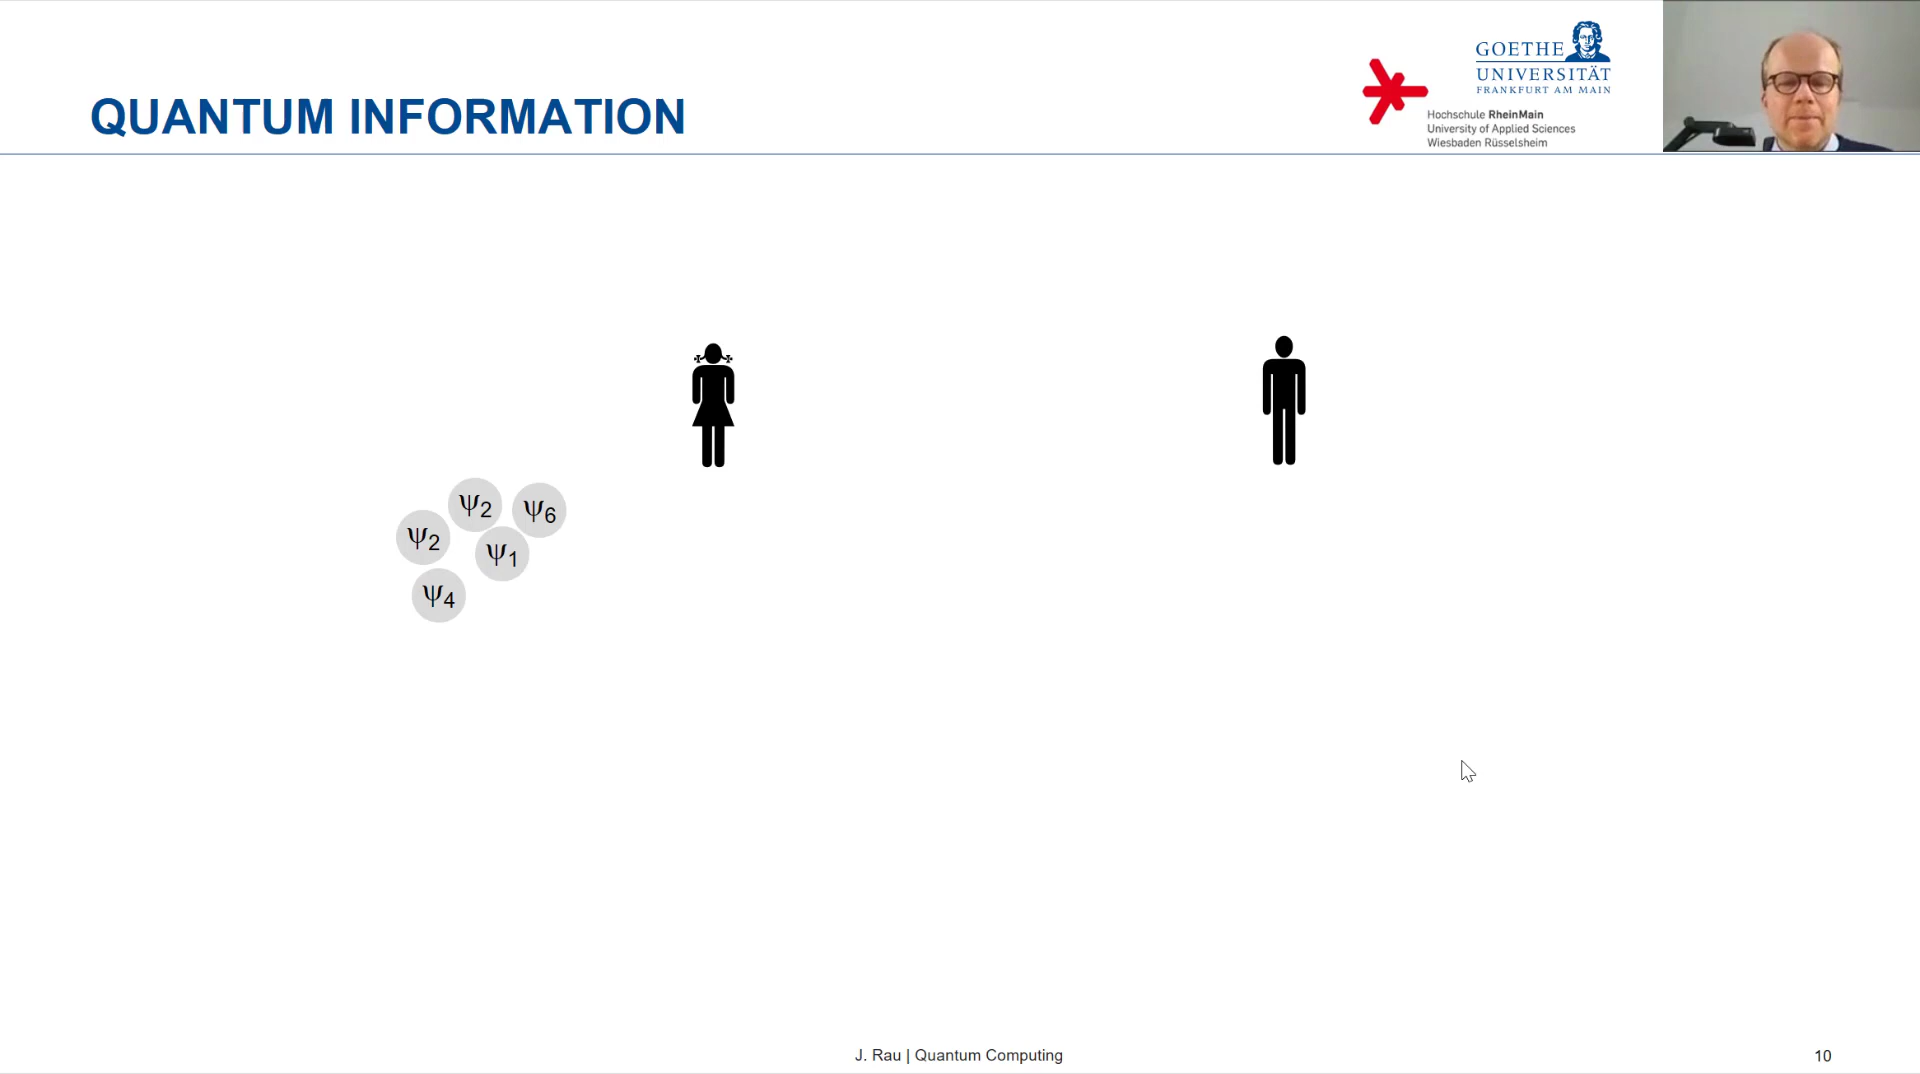 GOETHE
UNIVERSITÄT
FRANKFURT AM MAIN
QUANTUM INFORMATION
Hochschule RheinMain
University of Applied Sciences
Wiesbaden Rüsselsheim
ψ2
ψ6
ψ2
ψ1
ψ4
J. Rau | Quantum Computing
10